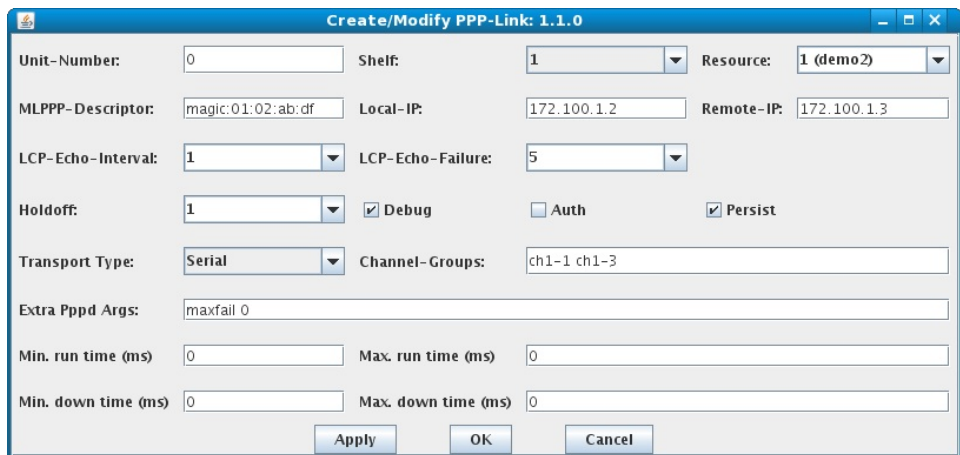 Create/Modify PPP-Link: 1.1.0
Unit-Number: 0 Shelf: 1 Resource: 1 (demo2)
MLPPP-Descriptor: magic:01:02:ab:df Local-IP: 172.100.1.2 Remote-IP: 172.100.1.3
LCP-Echo-Interval: 1 LCP-Echo-Failure: 5
Holdoff: 1 Debug Auth Persist
Transport Type: Serial Channel-Groups: ch1-1 ch1-3
Extra Pppd Args: maxfail 0
Min. run time (ms) 0 Max. run time (ms) 0
Min. down time (ms) 0 Max. down time (ms) 0
Apply OK Cancel